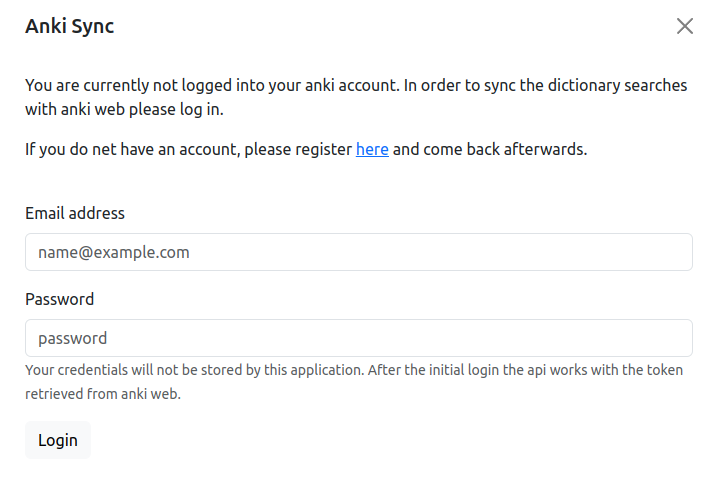 Anki Sync
You are currently not logged into your anki account. In order to sync the dictionary searches
with anki web please log in.
If you do net have an account, please register here and come back afterwards.
Email address
name@example.com
Password
password
Your credentials will not be stored by this application. After the initial login the api works with the token
retrieved from anki web.
Login